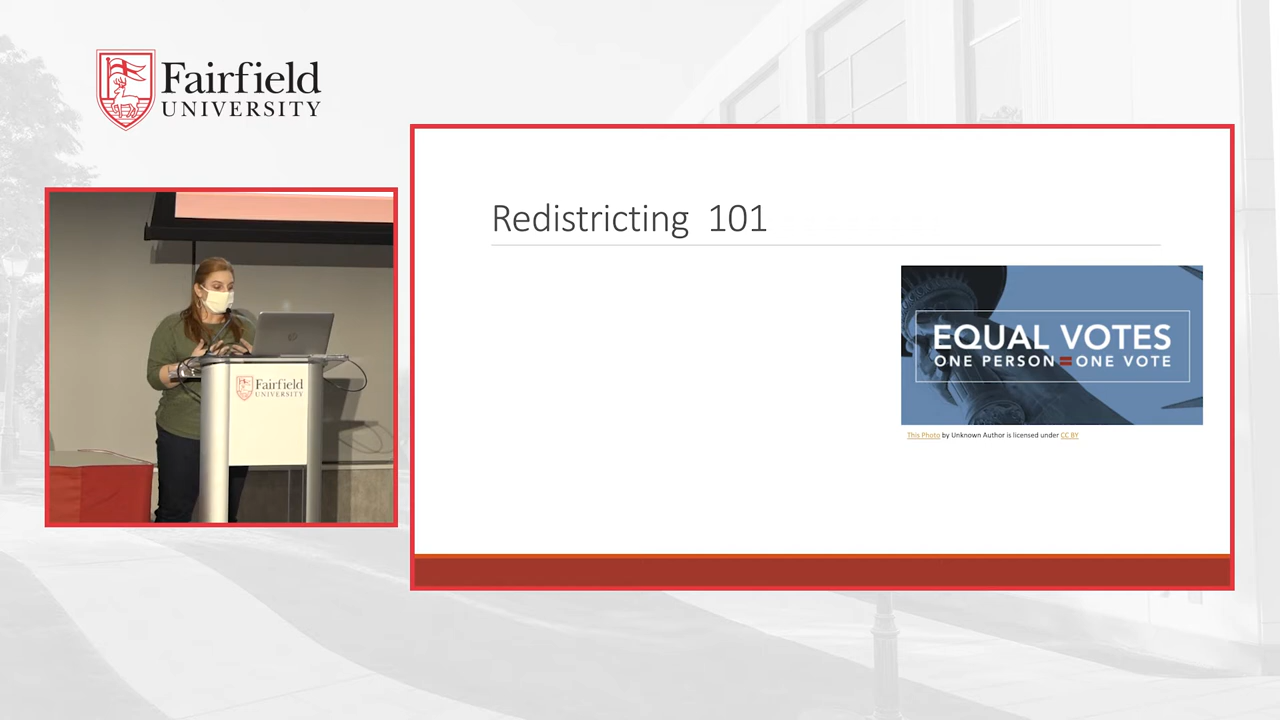 Fairfield
UNIVERSITY
Redistricting 101
EQUAL VOTES
ONE PERSON=ONE VOTE
This Photo by Unknown Author is licensed under CC BY
Fairfield
UNIVERSITY